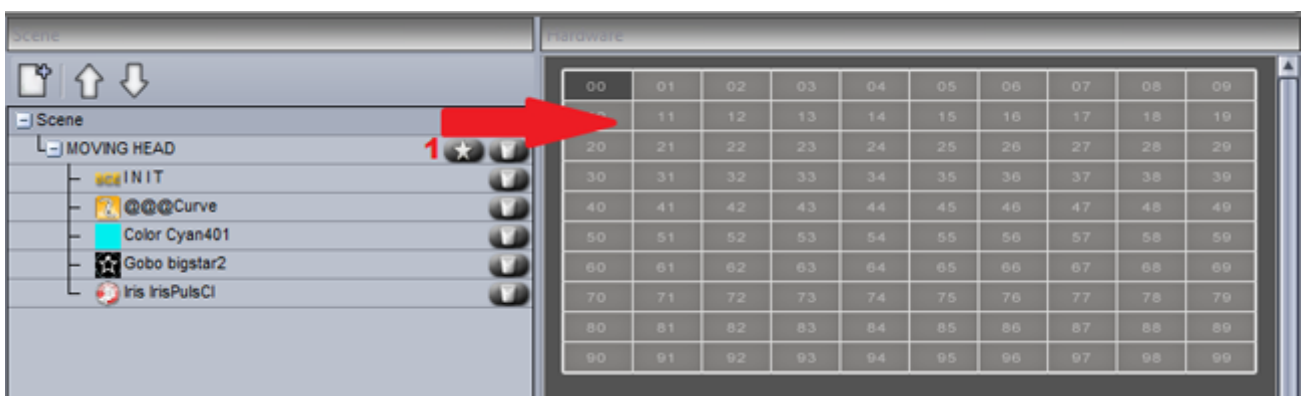 Scene
Hardware
00 01 02 03 04 05 06 07 08 09
Scene
11 12 13 14 15 16 17 18 19
MOVING HEAD
1
20 21 22 23 24 25 26 27 28 29
INIT
30 31 32 33 34 35 36 37 38 39
@@@Curve
40 41 42 43 44 45 46 47 48 49
Color Cyan401
50 51 52 53 54 55 56 57 58 59
Gobo bigstar2
60 61 62 63 64 65 66 67 68 69
Iris IrisPulsCl
70 71 72 73 74 75 76 77 78 79
80 81 82 83 84 85 86 87 88 89
90 91 92 93 94 95 96 97 98 99